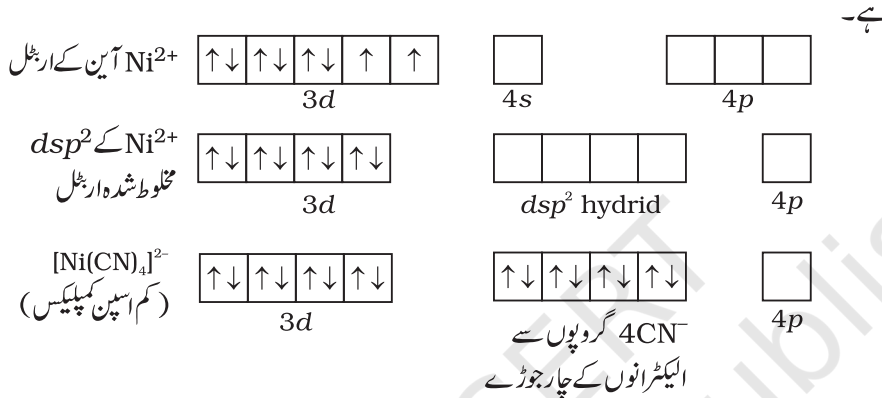 ہے۔
Ni²⁺ آین کے اربٹل
↑↓ ↑↓ ↑↓ ↑ ↑
3d
4s
4p
Ni²⁺ کے dsp²
مخلوط شدہ اربٹل
↑↓ ↑↓ ↑↓ ↑↓
3d
dsp² hydrid
4p
[Ni(CN)₄]²⁻
(کم اسپن کمپلیکس)
↑↓ ↑↓ ↑↓ ↑↓
3d
↑↓ ↑↓ ↑↓ ↑↓
4CN⁻ گروپوں سے
الیکٹرانوں کے چار جوڑے
4p